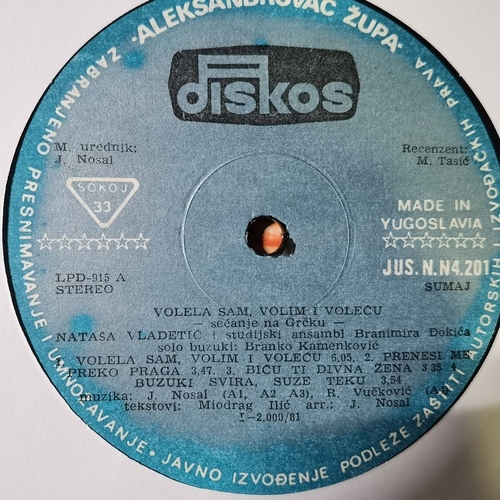 "ALEKSANDROVAC ŽUPA"
ZABRANJENO PRESNIMAVANJE I UMNOŽAVANJE • JAVNO IZVOĐENJE PODLEŽE ZAŠTITI AUTORSKIH I IZVOĐAČKIH PRAVA
diskos
M. urednik:
J. Nosal
Recenzent:
M. Tasić
SOKOJ
33
MADE IN
YUGOSLAVIA
JUS. N.N4.201
LPD-915 A
STEREO
SUMAJ
VOLELA SAM, VOLIM I VOLEĆU
— sećanje na Grčku —
NATAŠA VLADETIĆ i studijski ansambl Branimira Đokića
solo buzuki: Branko Kamenković
1. VOLELA SAM, VOLIM I VOLEĆU 6,05. 2. PRENESI ME
PREKO PRAGA 3,47. 3. BIĆU TI DIVNA ŽENA 3 35 4.
BUZUKI SVIRA, SUZE TEKU 3,54
muzika: J. Nosal (A1, A2 A3), R. Vučković (A4)
tekstovi: Miodrag Ilić arr.: J. Nosal
I-2,000/81